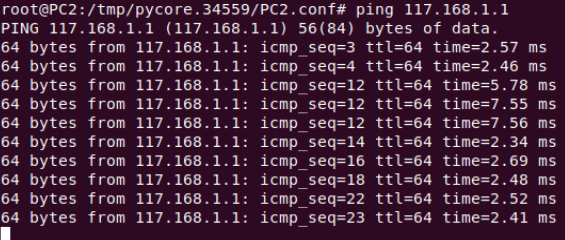 root@PC2:/tmp/pycore.34559/PC2.conf# ping 117.168.1.1
PING 117.168.1.1 (117.168.1.1) 56(84) bytes of data.
64 bytes from 117.168.1.1: icmp_seq=3 ttl=64 time=2.57 ms
64 bytes from 117.168.1.1: icmp_seq=4 ttl=64 time=2.46 ms
64 bytes from 117.168.1.1: icmp_seq=12 ttl=64 time=5.78 ms
64 bytes from 117.168.1.1: icmp_seq=12 ttl=64 time=7.55 ms
64 bytes from 117.168.1.1: icmp_seq=12 ttl=64 time=7.56 ms
64 bytes from 117.168.1.1: icmp_seq=14 ttl=64 time=2.34 ms
64 bytes from 117.168.1.1: icmp_seq=16 ttl=64 time=2.69 ms
64 bytes from 117.168.1.1: icmp_seq=18 ttl=64 time=2.48 ms
64 bytes from 117.168.1.1: icmp_seq=22 ttl=64 time=2.52 ms
64 bytes from 117.168.1.1: icmp_seq=23 ttl=64 time=2.41 ms